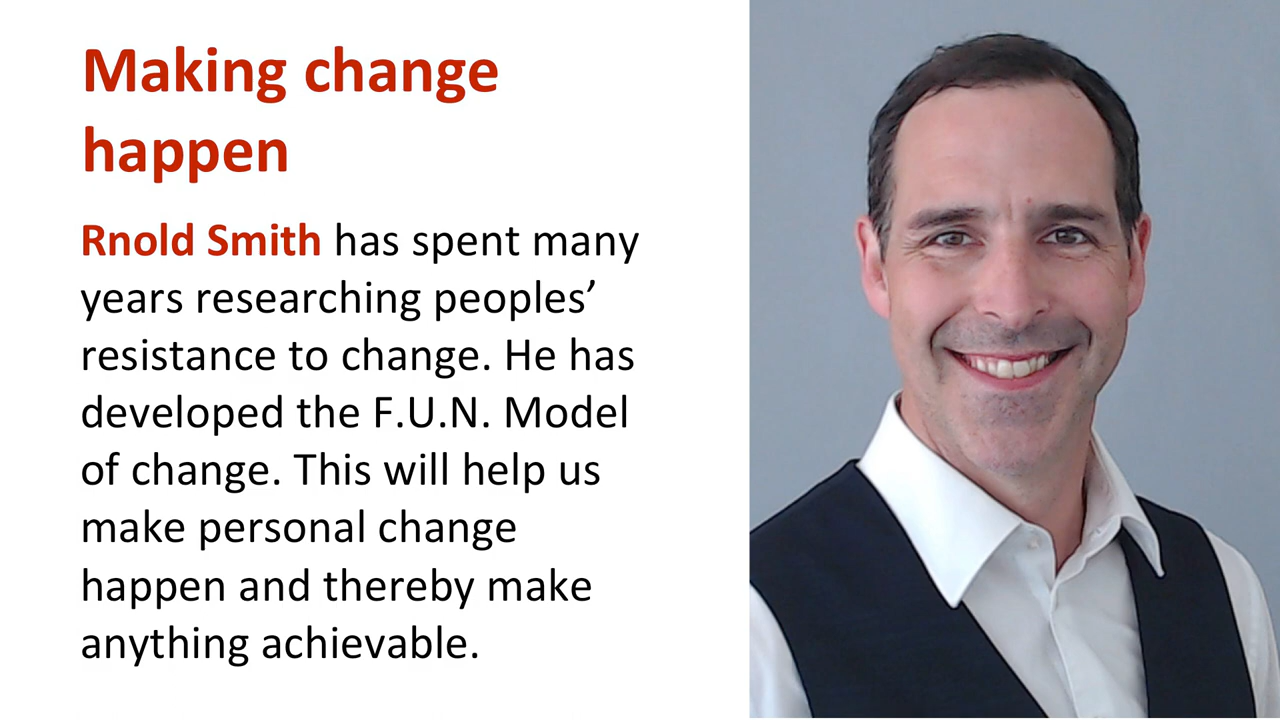 Making change
happen
Rnold Smith has spent many
years researching peoples’
resistance to change. He has
developed the F.U.N. Model
of change. This will help us
make personal change
happen and thereby make
anything achievable.